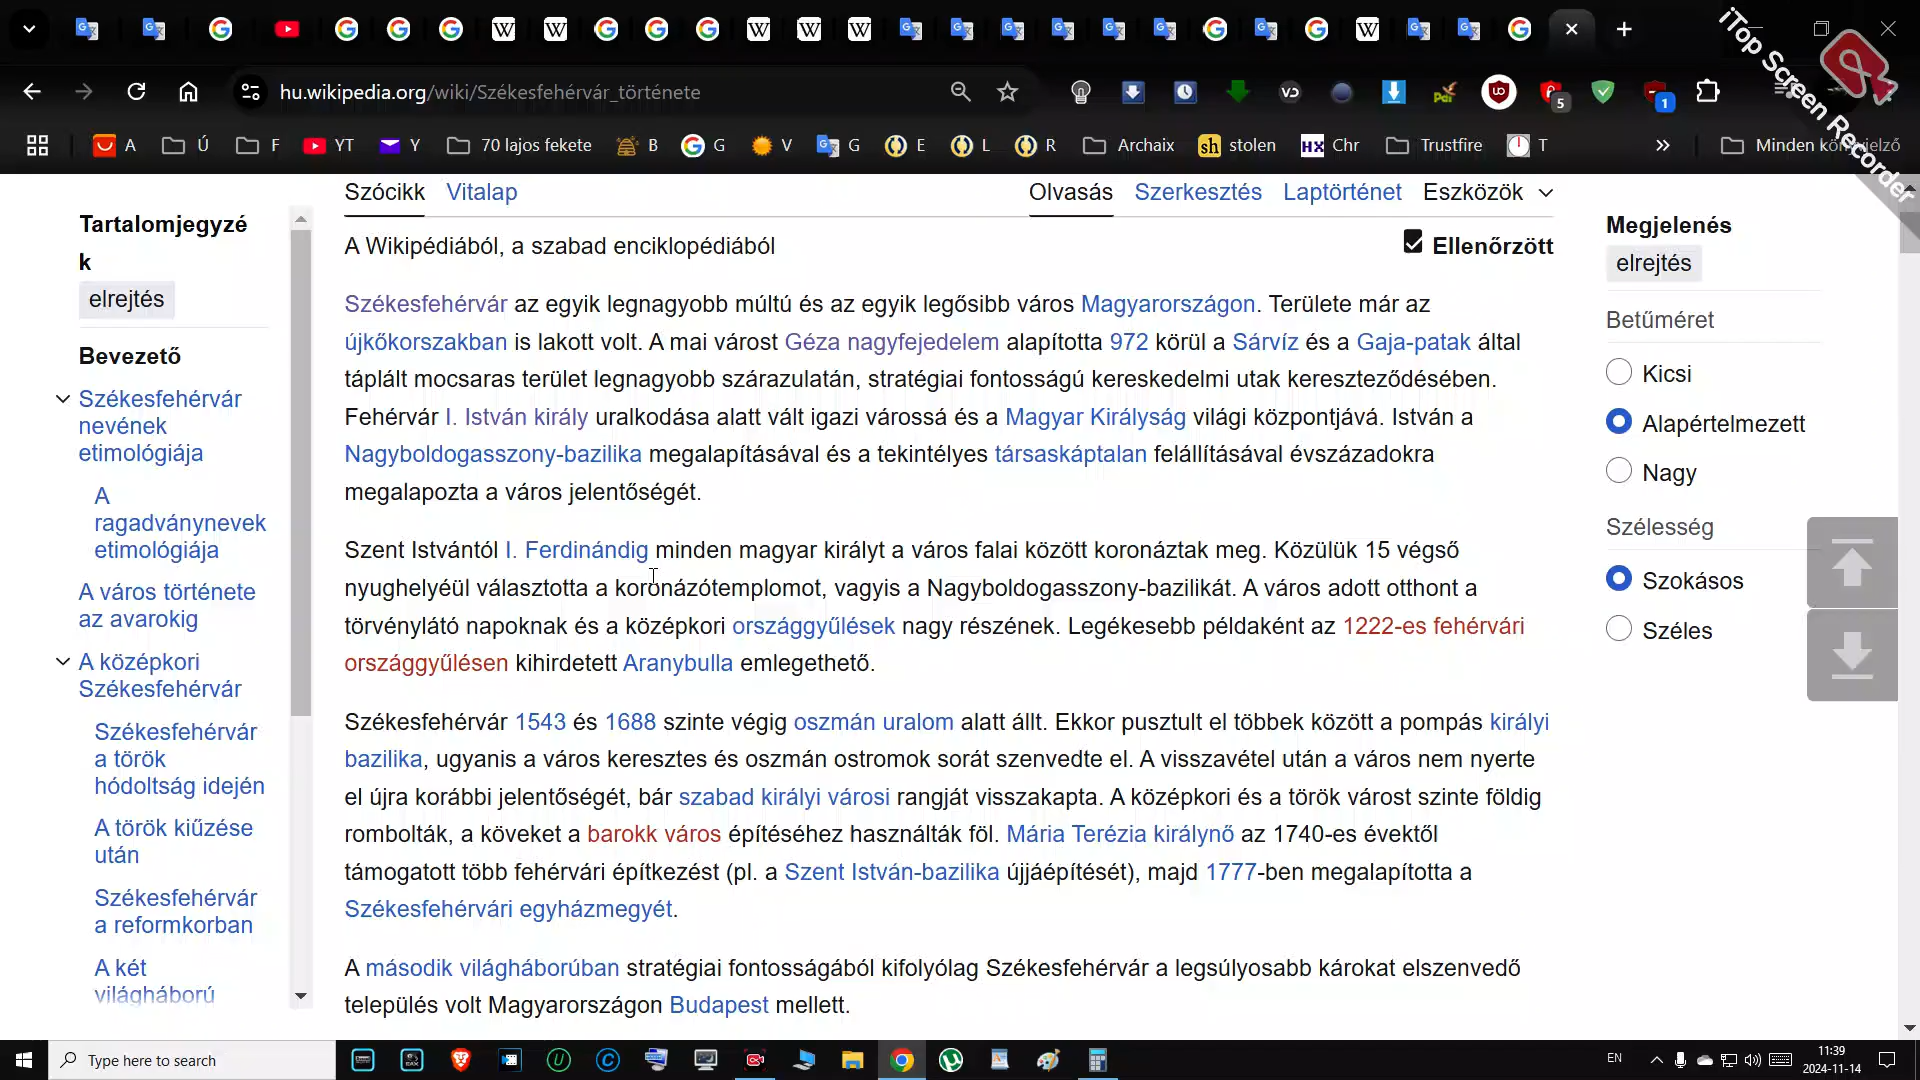 hu.wikipedia.org/wiki/Székesfehérvár_története
5
1
A
Ú
F
YT
Y
70 lajos fekete
B
G
V
G
E
L
R
Archaix
sh stolen
HX Chr
Trustfire
T
»
iTop Screen Recorder
Szócikk Vitalap
Olvasás Szerkesztés Laptörténet Eszközök
A Wikipédiából, a szabad enciklopédiából
Ellenőrzött
Tartalomjegyzé
k
elrejtés
Bevezető
Székesfehérvár
nevének
etimológiája
A
ragadványnevek
etimológiája
A város története
az avarokig
A középkori
Székesfehérvár
Székesfehérvár
a török
hódoltság idején
A török kiűzése
után
Székesfehérvár
a reformkorban
A két
világháború
Székesfehérvár az egyik legnagyobb múltú és az egyik legősibb város Magyarországon. Területe már az
újkőkorszakban is lakott volt. A mai várost Géza nagyfejedelem alapította 972 körül a Sárvíz és a Gaja-patak által
táplált mocsaras terület legnagyobb szárazulatán, stratégiai fontosságú kereskedelmi utak kereszteződésében.
Fehérvár I. István király uralkodása alatt vált igazi várossá és a Magyar Királyság világi központjává. István a
Nagyboldogasszony-bazilika megalapításával és a tekintélyes társaskáptalan felállításával évszázadokra
megalapozta a város jelentőségét.
Szent Istvántól I. Ferdinándig minden magyar királyt a város falai között koronáztak meg. Közülük 15 végső
nyughelyéül választotta a koronázótemplomot, vagyis a Nagyboldogasszony-bazilikát. A város adott otthont a
törvénylátó napoknak és a középkori országgyűlések nagy részének. Legékesebb példaként az 1222-es fehérvári
országgyűlésen kihirdetett Aranybulla emlegethető.
Székesfehérvár 1543 és 1688 szinte végig oszmán uralom alatt állt. Ekkor pusztult el többek között a pompás királyi
bazilika, ugyanis a város keresztes és oszmán ostromok sorát szenvedte el. A visszavétel után a város nem nyerte
el újra korábbi jelentőségét, bár szabad királyi városi rangját visszakapta. A középkori és a török várost szinte földig
rombolták, a köveket a barokk város építéséhez használták föl. Mária Terézia királynő az 1740-es évektől
támogatott több fehérvári építkezést (pl. a Szent István-bazilika újjáépítését), majd 1777-ben megalapította a
Székesfehérvári egyházmegyét.
A második világháborúban stratégiai fontosságából kifolyólag Székesfehérvár a legsúlyosabb károkat elszenvedő
település volt Magyarországon Budapest mellett.
Megjelenés
elrejtés
Betűméret
Kicsi
Alapértelmezett
Nagy
Szélesség
Szokásos
Széles
Type here to search
EN
11:39
2024-11-14